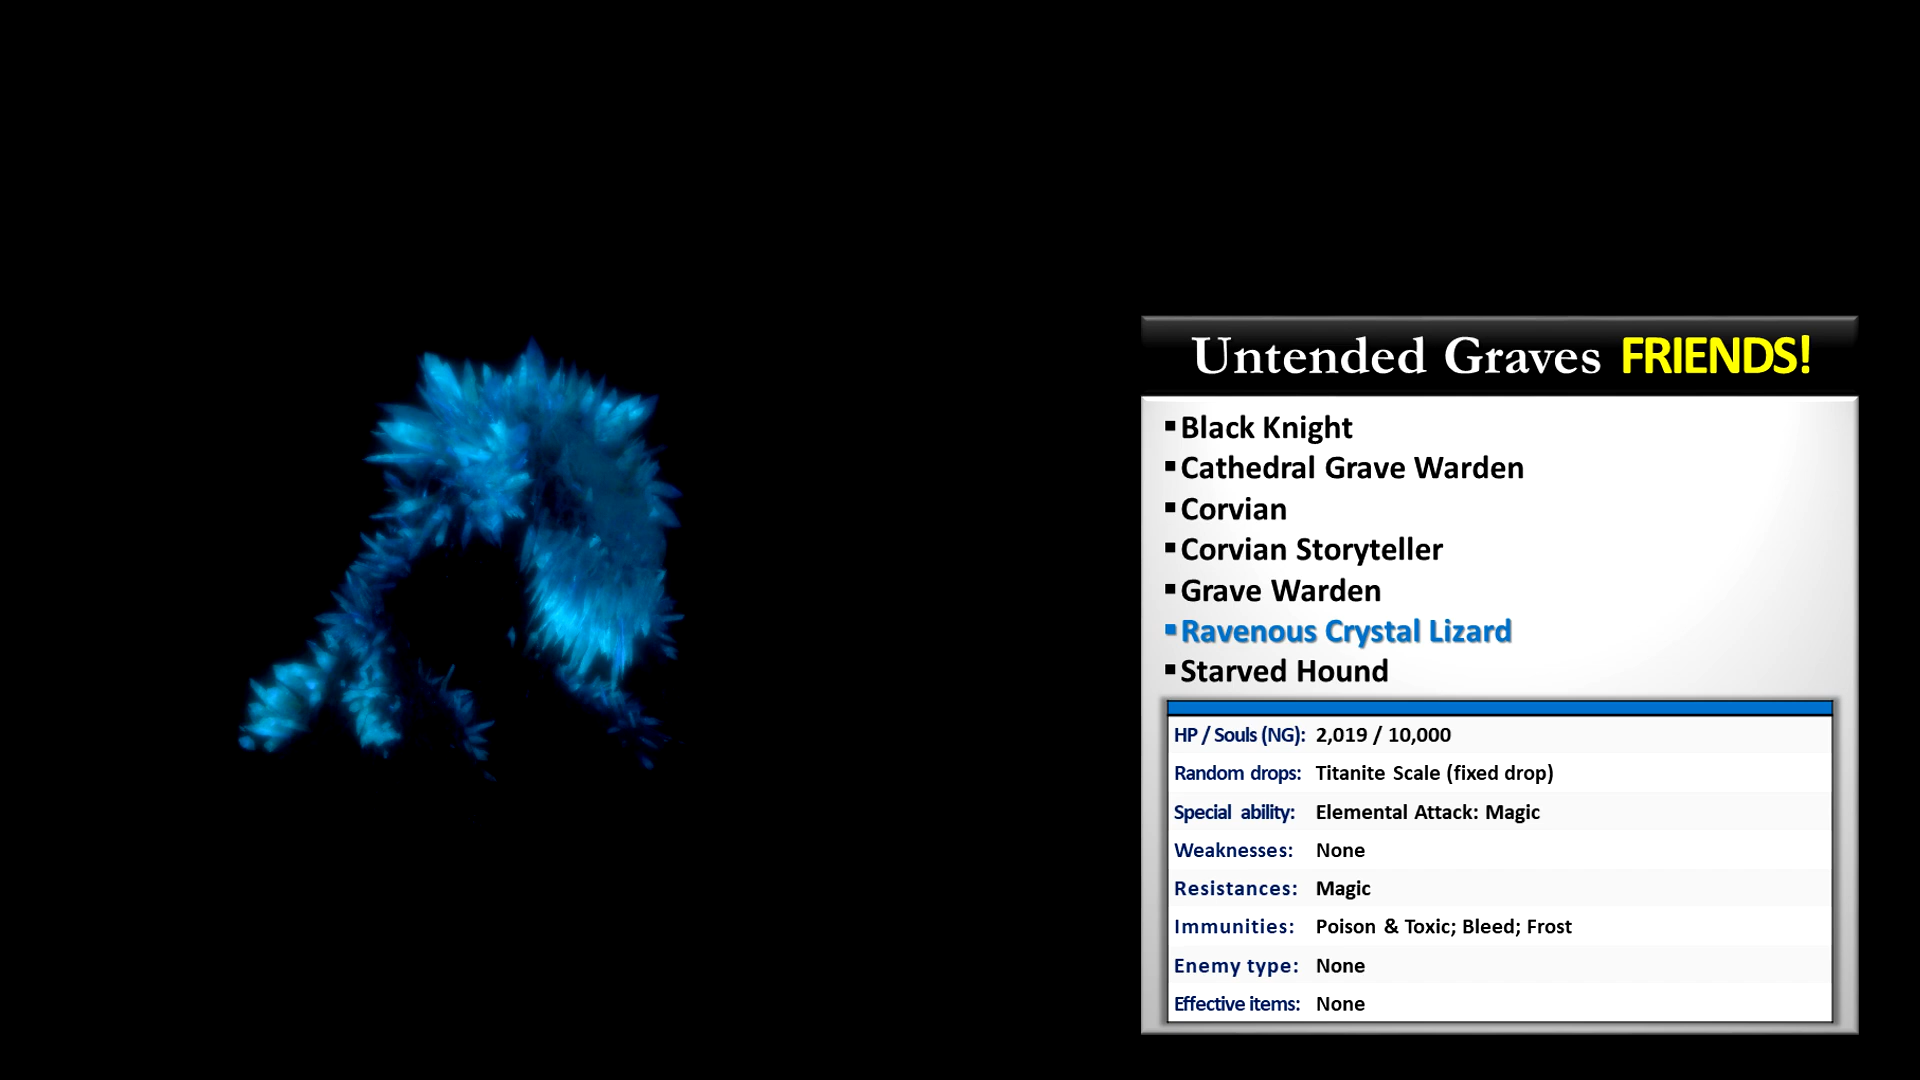 Untended Graves FRIENDS!
▪Black Knight
▪Cathedral Grave Warden
▪Corvian
▪Corvian Storyteller
▪Grave Warden
▪Ravenous Crystal Lizard
▪Starved Hound
HP / Souls (NG): 2,019 / 10,000
Random drops: Titanite Scale (fixed drop)
Special ability: Elemental Attack: Magic
Weaknesses: None
Resistances: Magic
Immunities: Poison & Toxic; Bleed; Frost
Enemy type: None
Effective items: None